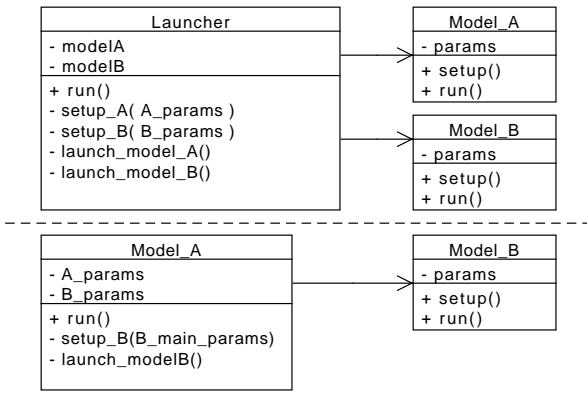 Launcher
- modelA
- modelB
+ run()
- setup_A( A_params )
- setup_B( B_params )
- launch_model_A()
- launch_model_B()
Model_A
- params
+ setup()
+ run()
Model_B
- params
+ setup()
+ run()
Model_A
- A_params
- B_params
+ run()
- setup_B(B_main_params)
- launch_modelB()
Model_B
- params
+ setup()
+ run()